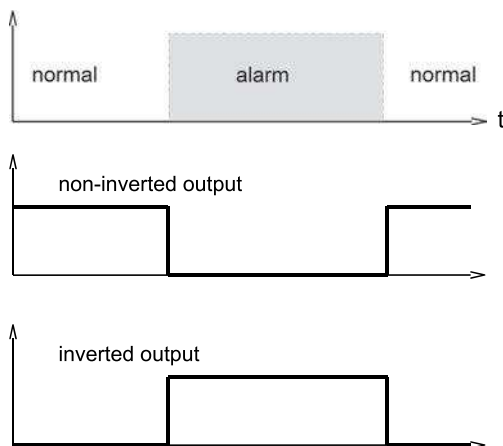 normal alarm normal
t
non-inverted output
inverted output